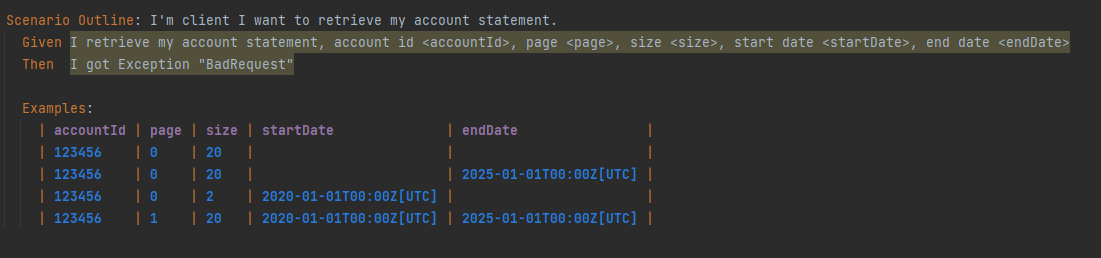 Scenario Outline: I'm client I want to retrieve my account statement.
Given I retrieve my account statement, account id <accountId>, page <page>, size <size>, start date <startDate>, end date <endDate>
Then I got Exception "BadRequest"
Examples:
| accountId | page | size | startDate | endDate |
| 123456 | 0 | 20 | | |
| 123456 | 0 | 20 | | 2025-01-01T00:00Z[UTC] |
| 123456 | 0 | 2 | 2020-01-01T00:00Z[UTC] | |
| 123456 | 1 | 20 | 2020-01-01T00:00Z[UTC] | 2025-01-01T00:00Z[UTC] |